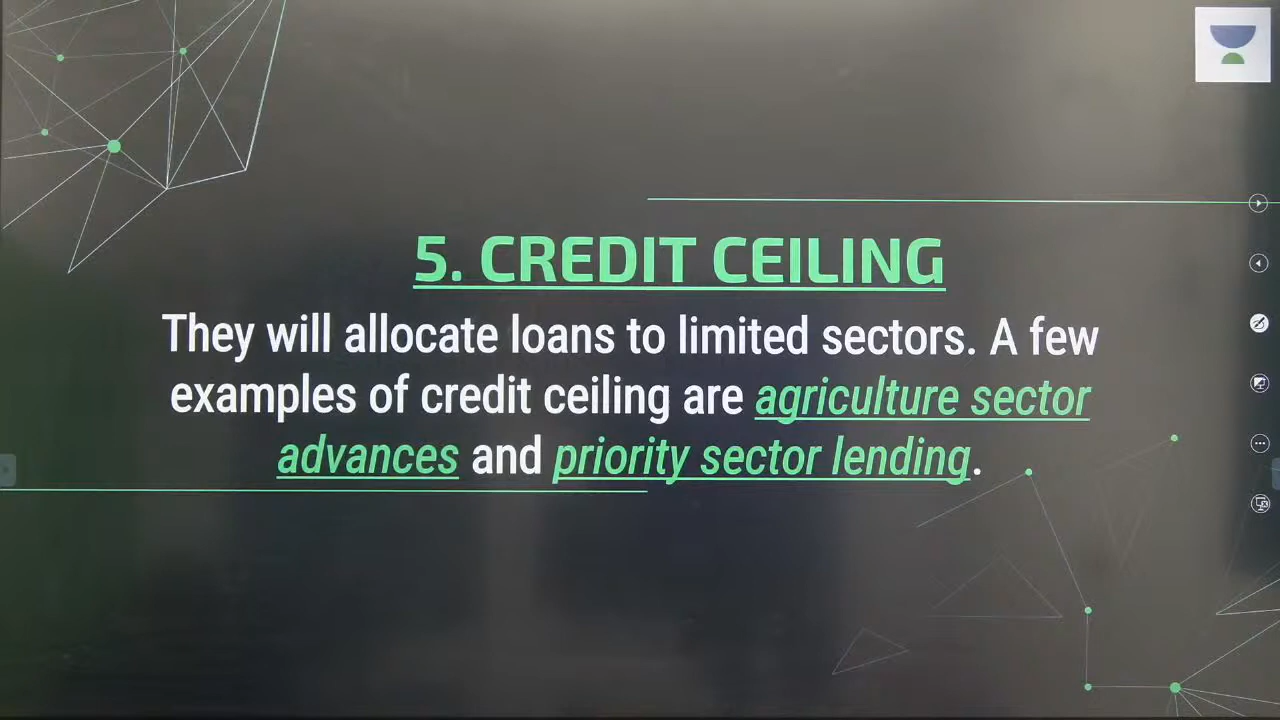 5. CREDIT CEILING
They will allocate loans to limited sectors. A few
examples of credit ceiling are agriculture sector
advances and priority sector lending.